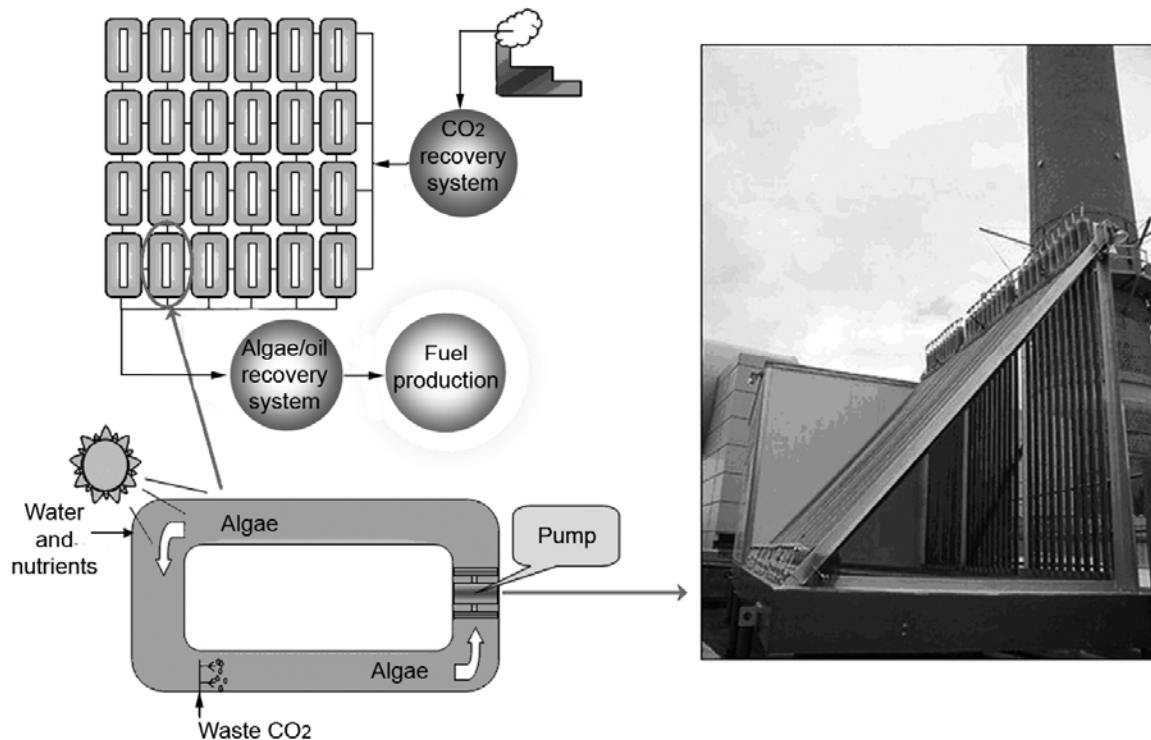 CO2
recovery
system
Algae/oil
recovery
system
Fuel
production
Water
and
nutrients
Algae
Pump
Algae
Waste CO2